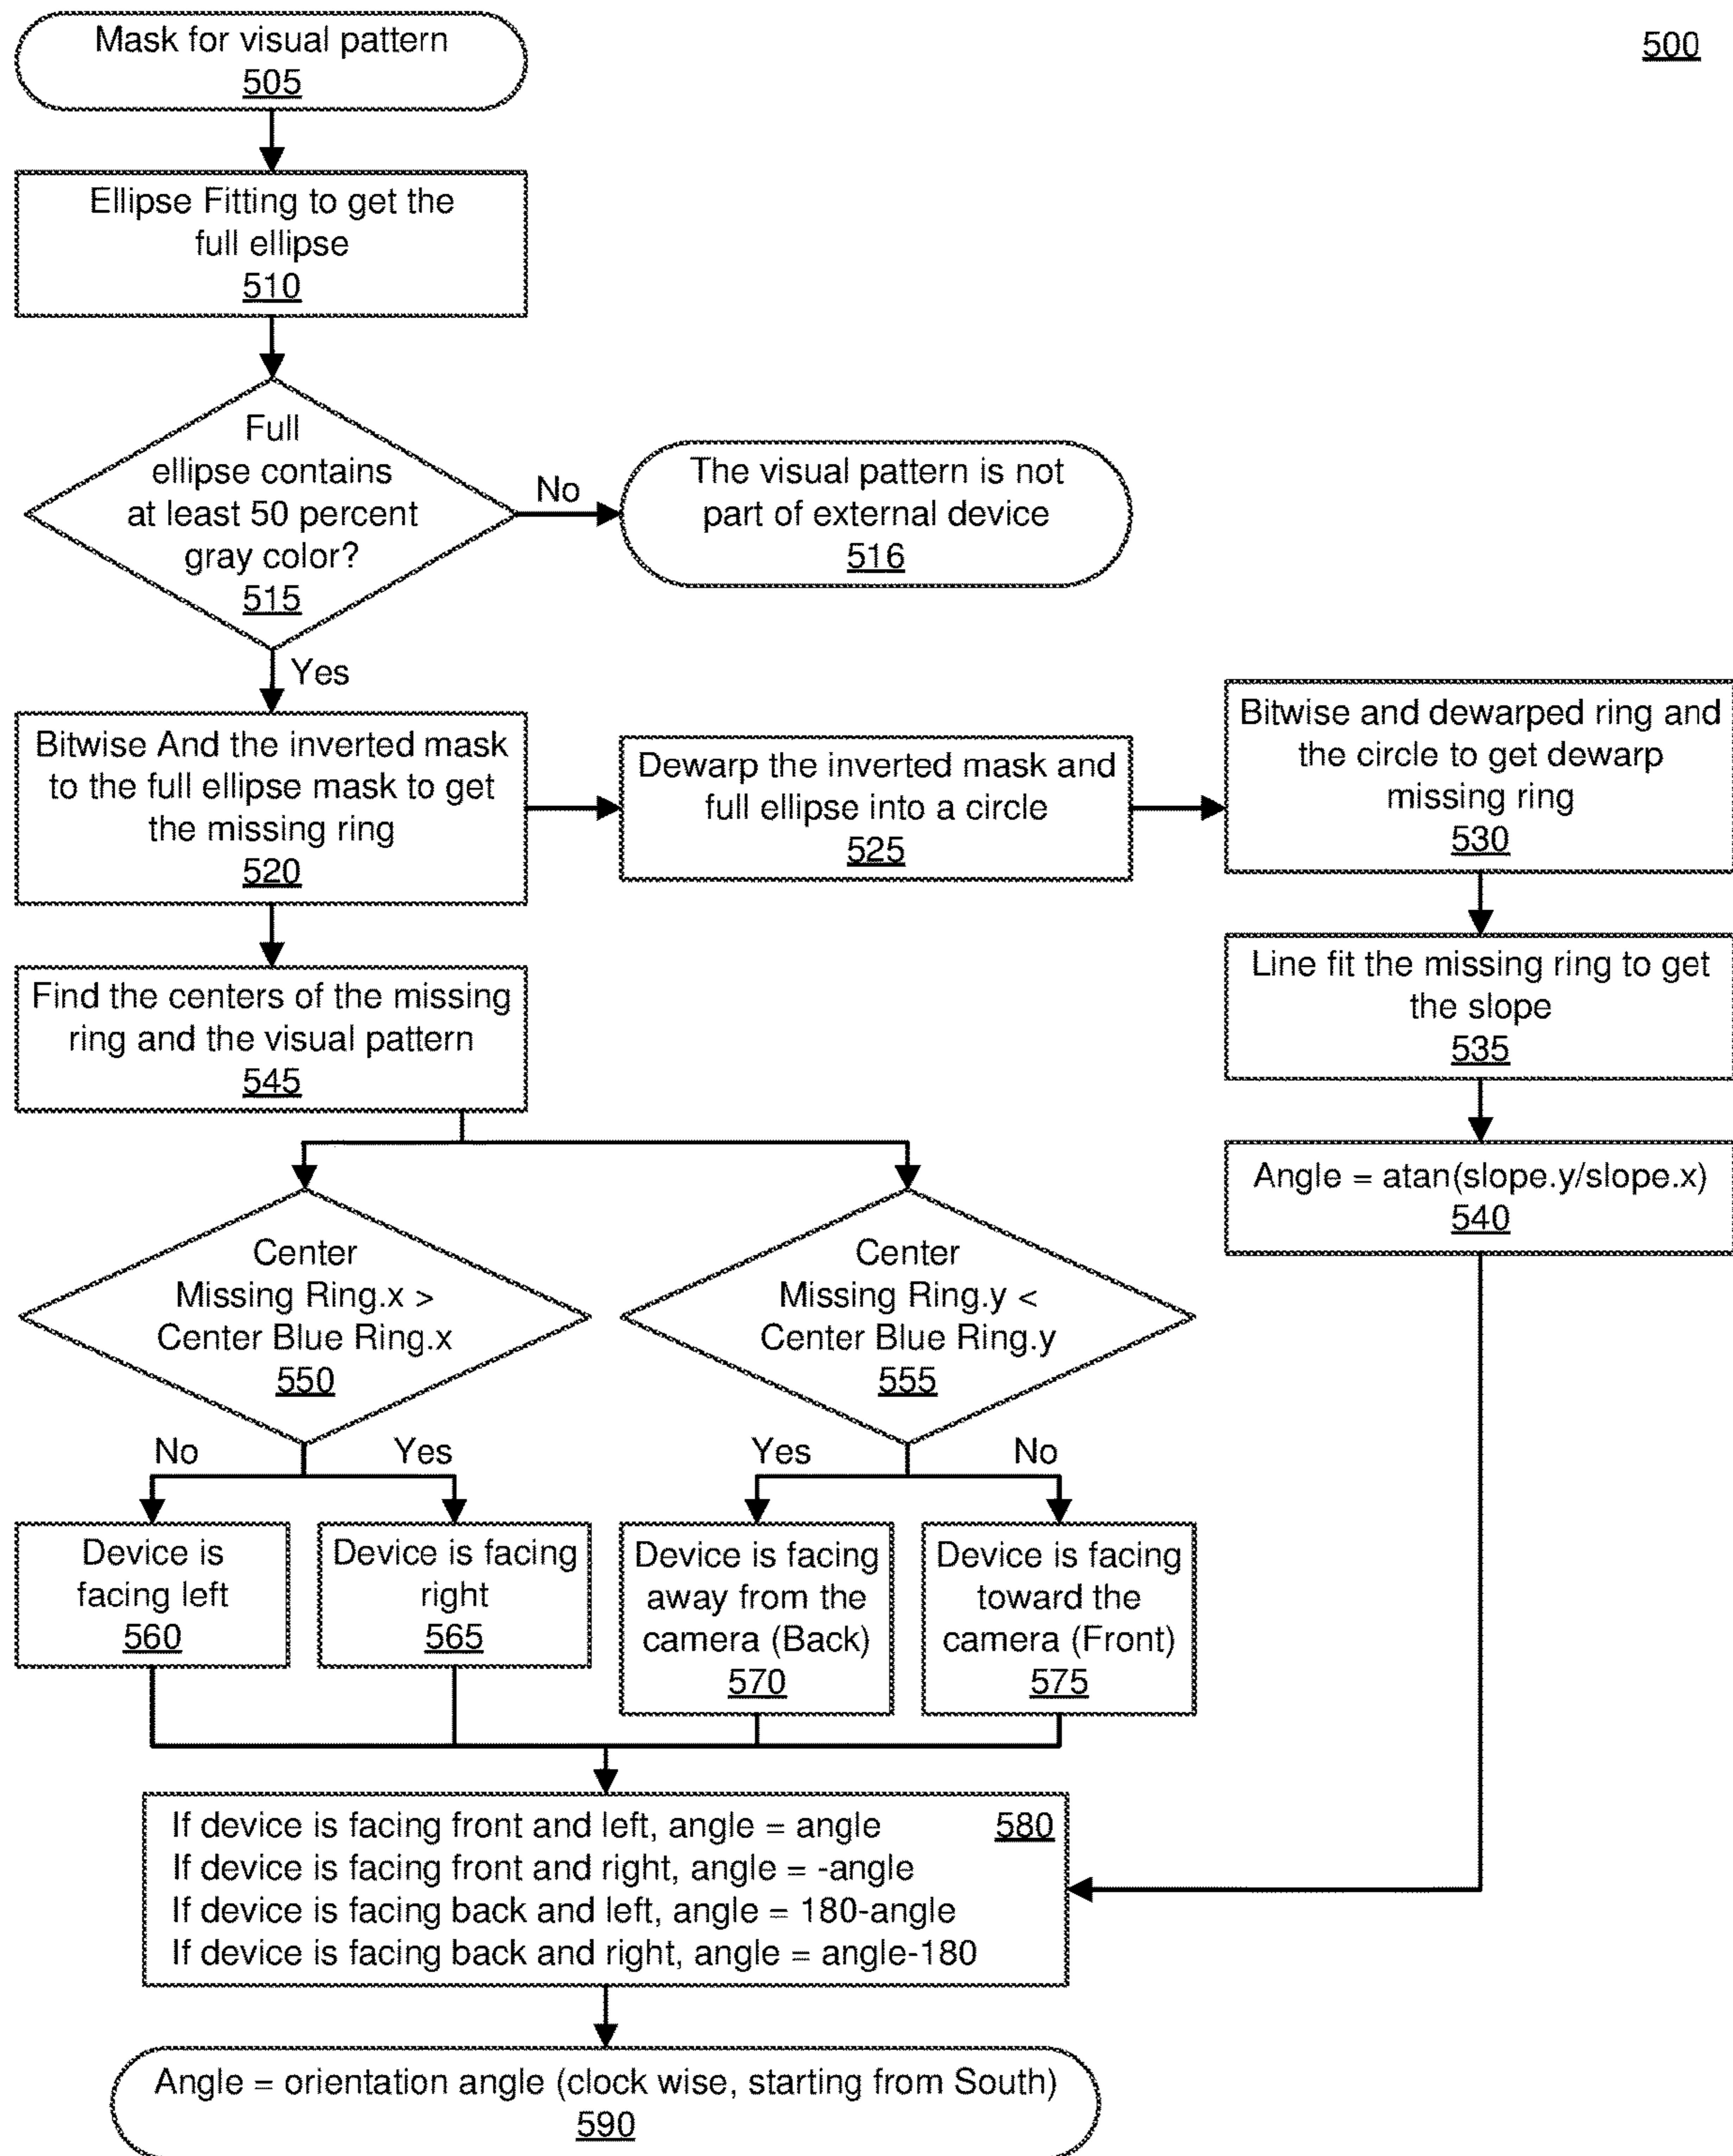 Mask for visual pattern
505
500
Ellipse Fitting to get the
full ellipse
510
Full
ellipse contains
at least 50 percent
gray color?
515
No
The visual pattern is not
part of external device
516
Yes
Bitwise And the inverted mask
to the full ellipse mask to get
the missing ring
520
Dewarp the inverted mask and
full ellipse into a circle
525
Bitwise and dewarped ring and
the circle to get dewarp
missing ring
530
Line fit the missing ring to get
the slope
535
Angle = atan(slope.y/slope.x)
540
Find the centers of the missing
ring and the visual pattern
545
Center
Missing Ring.x >
Center Blue Ring.x
550
Center
Missing Ring.y <
Center Blue Ring.y
555
No
Yes
Yes
No
Device is
facing left
560
Device is facing
right
565
Device is facing
away from the
camera (Back)
570
Device is facing
toward the
camera (Front)
575
If device is facing front and left, angle = angle
580
If device is facing front and right, angle = -angle
If device is facing back and left, angle = 180-angle
If device is facing back and right, angle = angle-180
Angle = orientation angle (clock wise, starting from South)
590